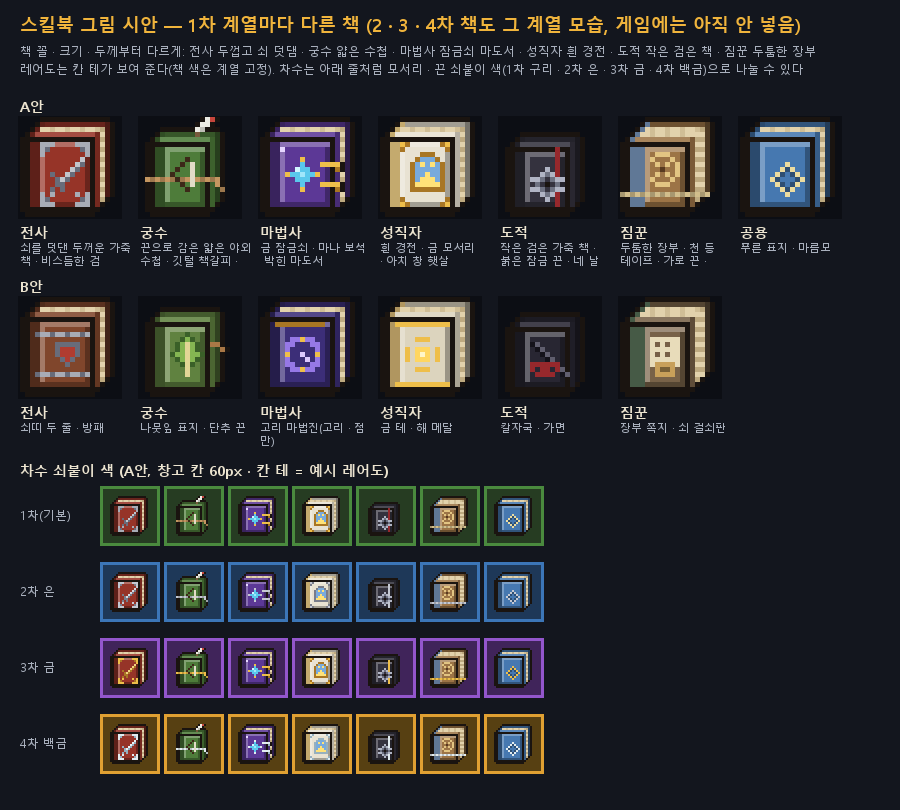 스킬북 그림 시안 — 1차 계열마다 다른 책 (2 · 3 · 4차 책도 그 계열 모습, 게임에는 아직 안 넣음)
책 꼴 · 크기 · 두께부터 다르게: 전사 두껍고 쇠 덧댐 · 궁수 얇은 수첩 · 마법사 잠금쇠 마도서 · 성직자 흰 경전 · 도적 작은 검은 책 · 짐꾼 두툼한 장부
레어도는 칸 테가 보여 준다(책 색은 계열 고정). 차수는 아래 줄처럼 모서리 · 끈 쇠붙이 색(1차 구리 · 2차 은 · 3차 금 · 4차 백금)으로 나눌 수 있다
A안
전사 궁수 마법사 성직자 도적 짐꾼 공용
쇠를 덧댄 두꺼운 가죽 끈으로 감은 얇은 야외 금 잠금쇠 · 마나 보석 흰 경전 · 금 모서리 작은 검은 가죽 책 · 두툼한 장부 · 천 등 푸른 표지 · 마름모
책 · 비스듬한 검 수첩 · 깃털 책갈피 · 박힌 마도서 · 아치 창 햇살 붉은 잠금 끈 · 네 날 테이프 · 가로 끈 ·
B안
전사 궁수 마법사 성직자 도적 짐꾼
쇠띠 두 줄 · 방패 나뭇잎 표지 · 단추 끈 고리 마법진(고리 · 점 금 테 · 해 메달 칼자국 · 가면 장부 쪽지 · 쇠 걸쇠판
만)
차수 쇠붙이 색 (A안, 창고 칸 60px · 칸 테 = 예시 레어도)
1차(기본)
2차 은
3차 금
4차 백금